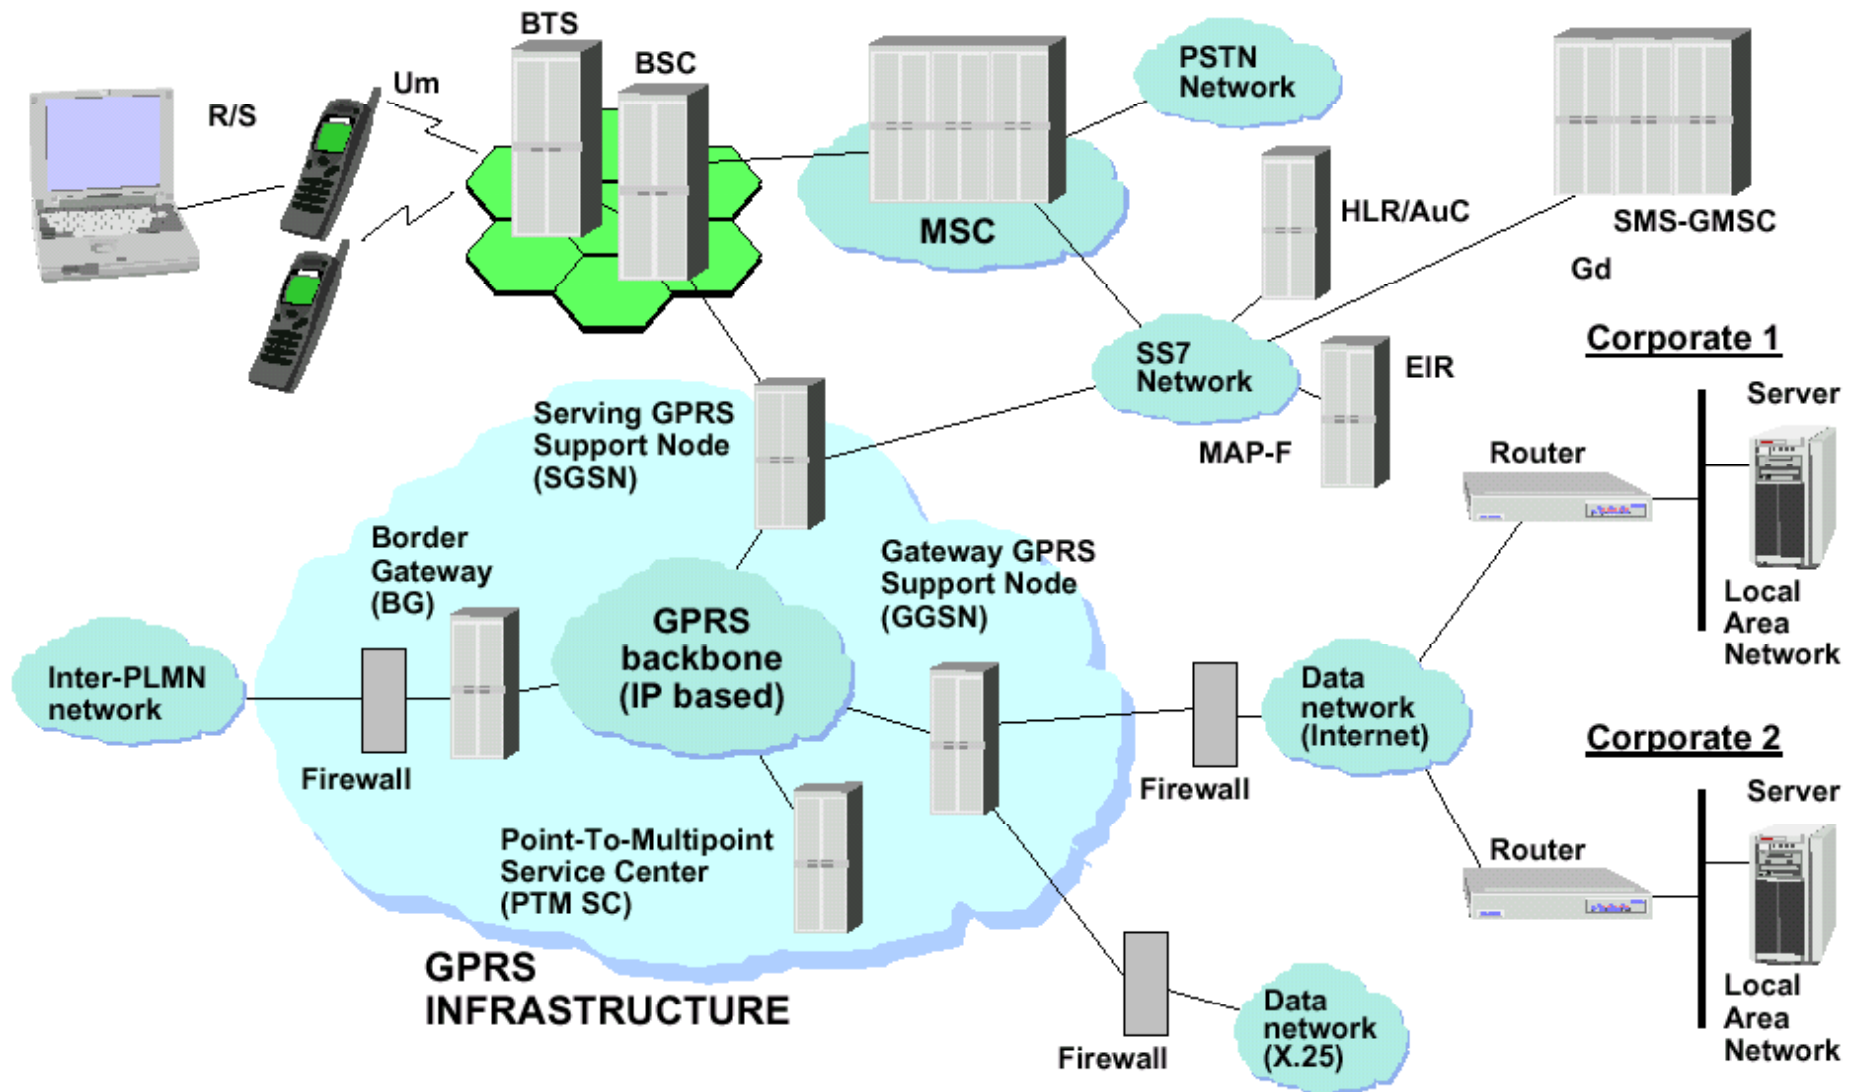 BTS
BSC
Um
R/S
PSTN
Network
MSC
HLR/AuC
SMS-GMSC
Gd
SS7
Network
EIR
MAP-F
Corporate 1
Server
Router
Local
Area
Network
Serving GPRS
Support Node
(SGSN)
Border
Gateway
(BG)
Gateway GPRS
Support Node
(GGSN)
GPRS
backbone
(IP based)
Inter-PLMN
network
Firewall
Data
network
(Internet)
Firewall
Corporate 2
Server
Router
Local
Area
Network
Point-To-Multipoint
Service Center
(PTM SC)
GPRS
INFRASTRUCTURE
Firewall
Data
network
(X.25)